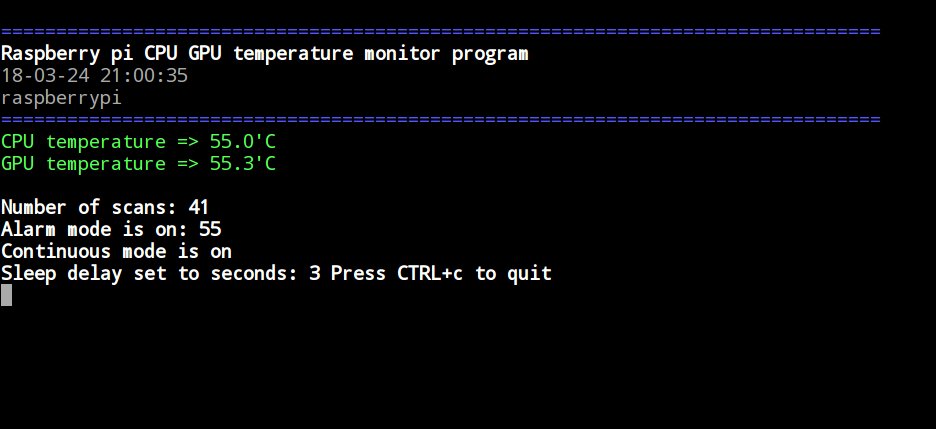 ================================================================================
Raspberry pi CPU GPU temperature monitor program
18-03-24 21:00:35
raspberrypi
================================================================================
CPU temperature => 55.0'C
GPU temperature => 55.3'C
Number of scans: 41
Alarm mode is on: 55
Continuous mode is on
Sleep delay set to seconds: 3 Press CTRL+c to quit